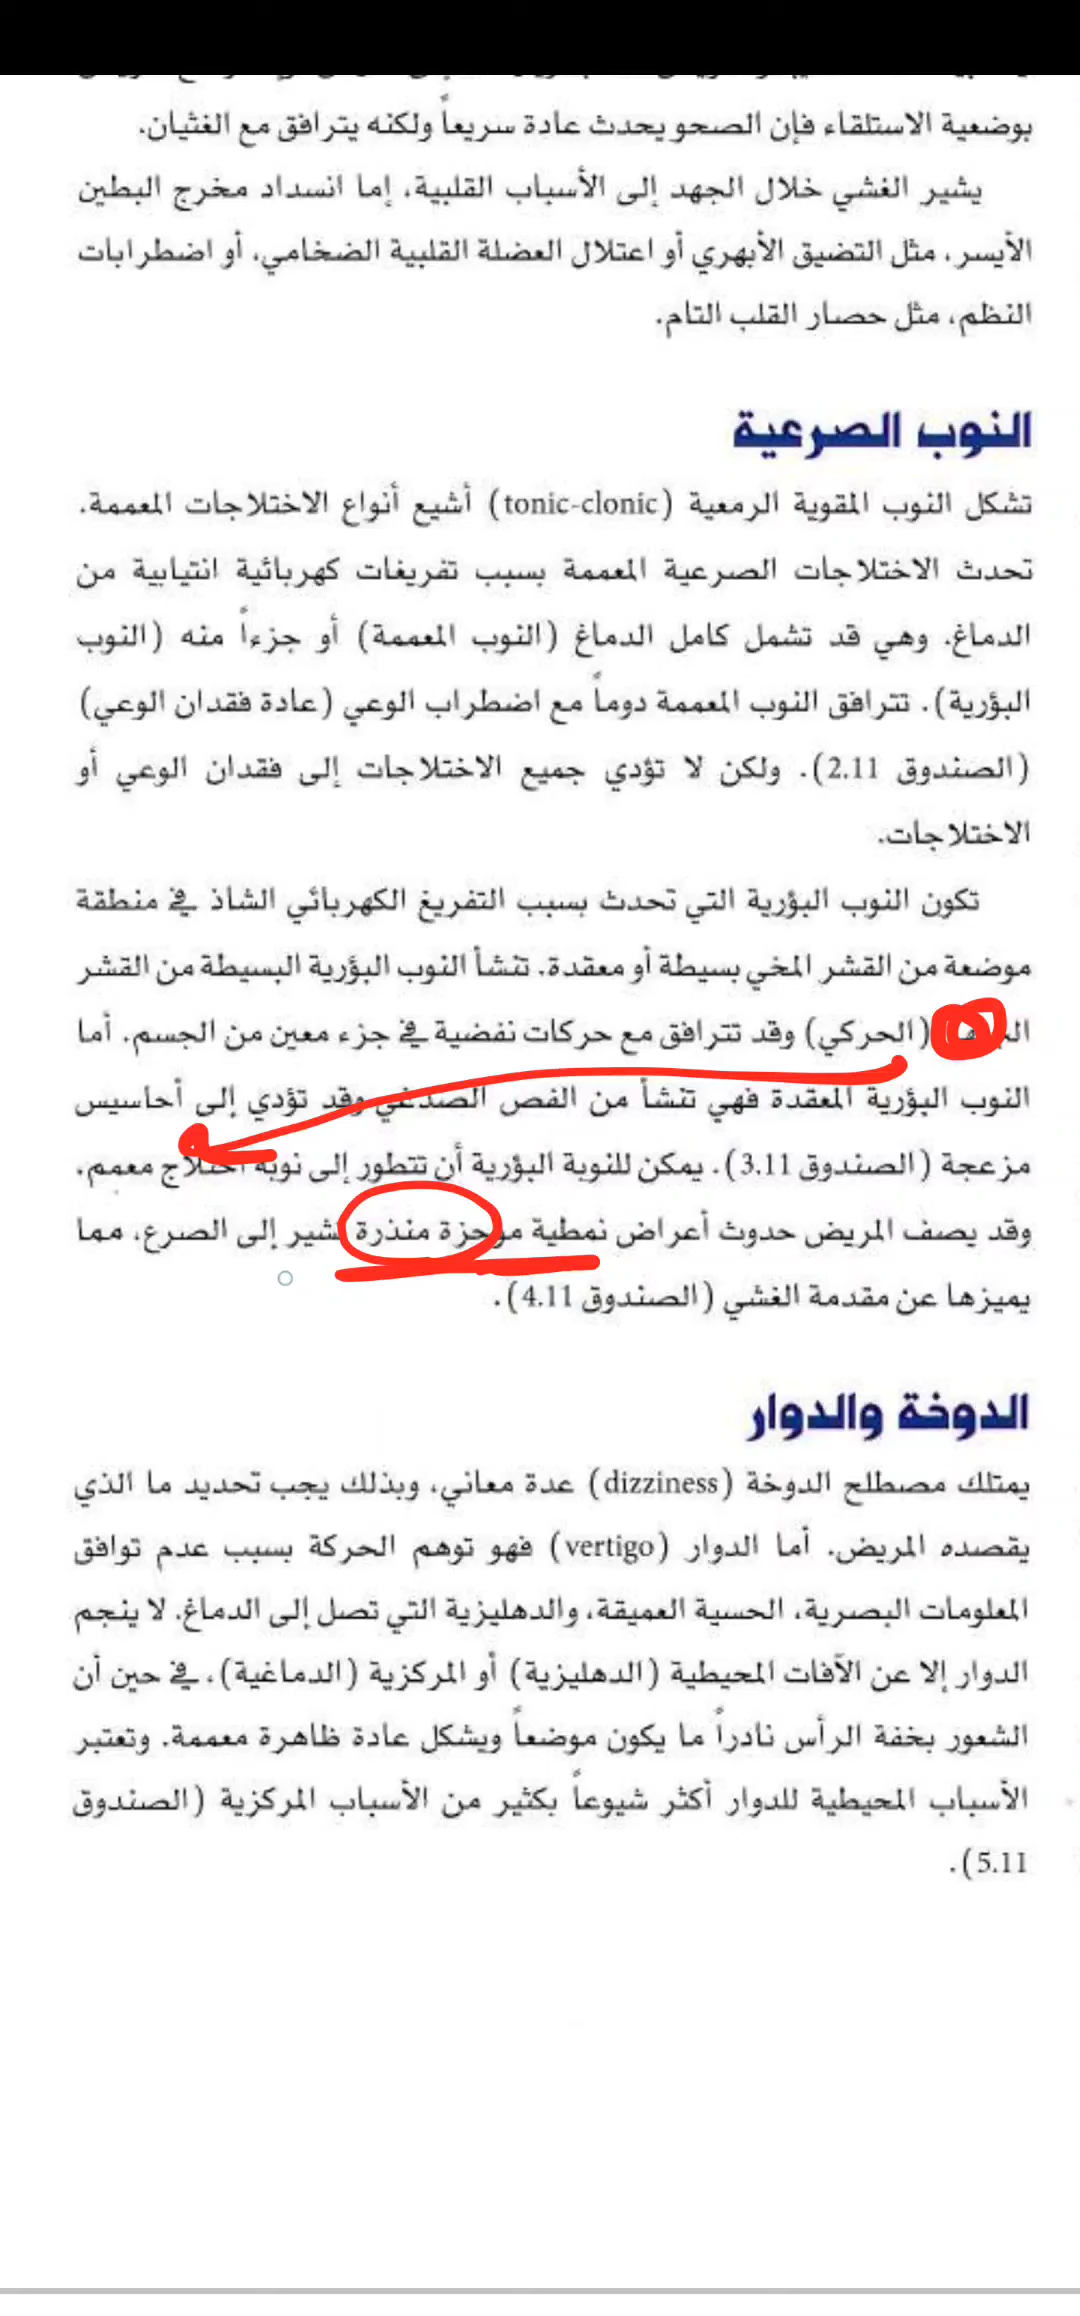 بوضعية الاستلقاء فإن الصحو يحدث عادة سريعاً ولكنه يترافق مع الغثيان.
يشير الغشي خلال الجهد إلى الأسباب القلبية، إما انسداد مخرج البطين
الأيسر، مثل التضيق الأبهري أو اعتلال العضلة القلبية الضخامي، أو اضطرابات
النظم، مثل حصار القلب التام.
النوب الصرعية
تشكل النوب المقوية الرمعية (tonic-clonic) أشيع أنواع الاختلاجات المعممة.
تحدث الاختلاجات الصرعية المعممة بسبب تفريغات كهربائية انتيابية من
الدماغ. وهي قد تشمل كامل الدماغ (النوب المعممة) أو جزءاً منه (النوب
البؤرية). تترافق النوب المعممة دوماً مع اضطراب الوعي (عادة فقدان الوعي)
(الصندوق 2.11). ولكن لا تؤدي جميع الاختلاجات إلى فقدان الوعي أو
الاختلاجات.
تكون النوب البؤرية التي تحدث بسبب التفريغ الكهربائي الشاذ في منطقة
موضعة من القشر المخي بسيطة أو معقدة. تنشأ النوب البؤرية البسيطة من القشر
(الحركي) وقد تترافق مع حركات نفضية في جزء معين من الجسم. أما
النوب البؤرية المعقدة فهي تنشأ من الفص الصدغي وقد تؤدي إلى أحاسيس
مزعجة (الصندوق 3.11). يمكن للنوبة البؤرية أن تتطور إلى نوبة اختلاج معمم.
وقد يصف المريض حدوث أعراض نمطية موجزة منذرة تشير إلى الصرع، مما
يميزها عن مقدمة الغشي (الصندوق 4.11).
الدوخة والدوار
يمتلك مصطلح الدوخة (dizziness) عدة معاني، وبذلك يجب تحديد ما الذي
يقصده المريض. أما الدوار (vertigo) فهو توهم الحركة بسبب عدم توافق
المعلومات البصرية، الحسية العميقة، والدهليزية التي تصل إلى الدماغ. لا ينجم
الدوار إلا عن الآفات المحيطية (الدهليزية) أو المركزية (الدماغية)، في حين أن
الشعور بخفة الرأس نادراً ما يكون موضعاً ويشكل عادة ظاهرة معممة. وتعتبر
الأسباب المحيطية للدوار أكثر شيوعاً بكثير من الأسباب المركزية (الصندوق
5.11).